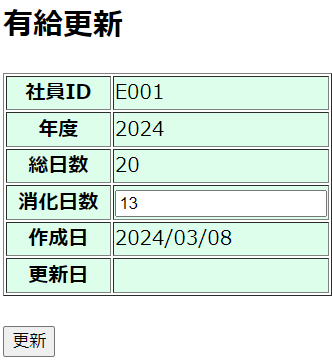 有給更新
社員ID E001
年度 2024
総日数 20
消化日数 13
作成日 2024/03/08
更新日
更新